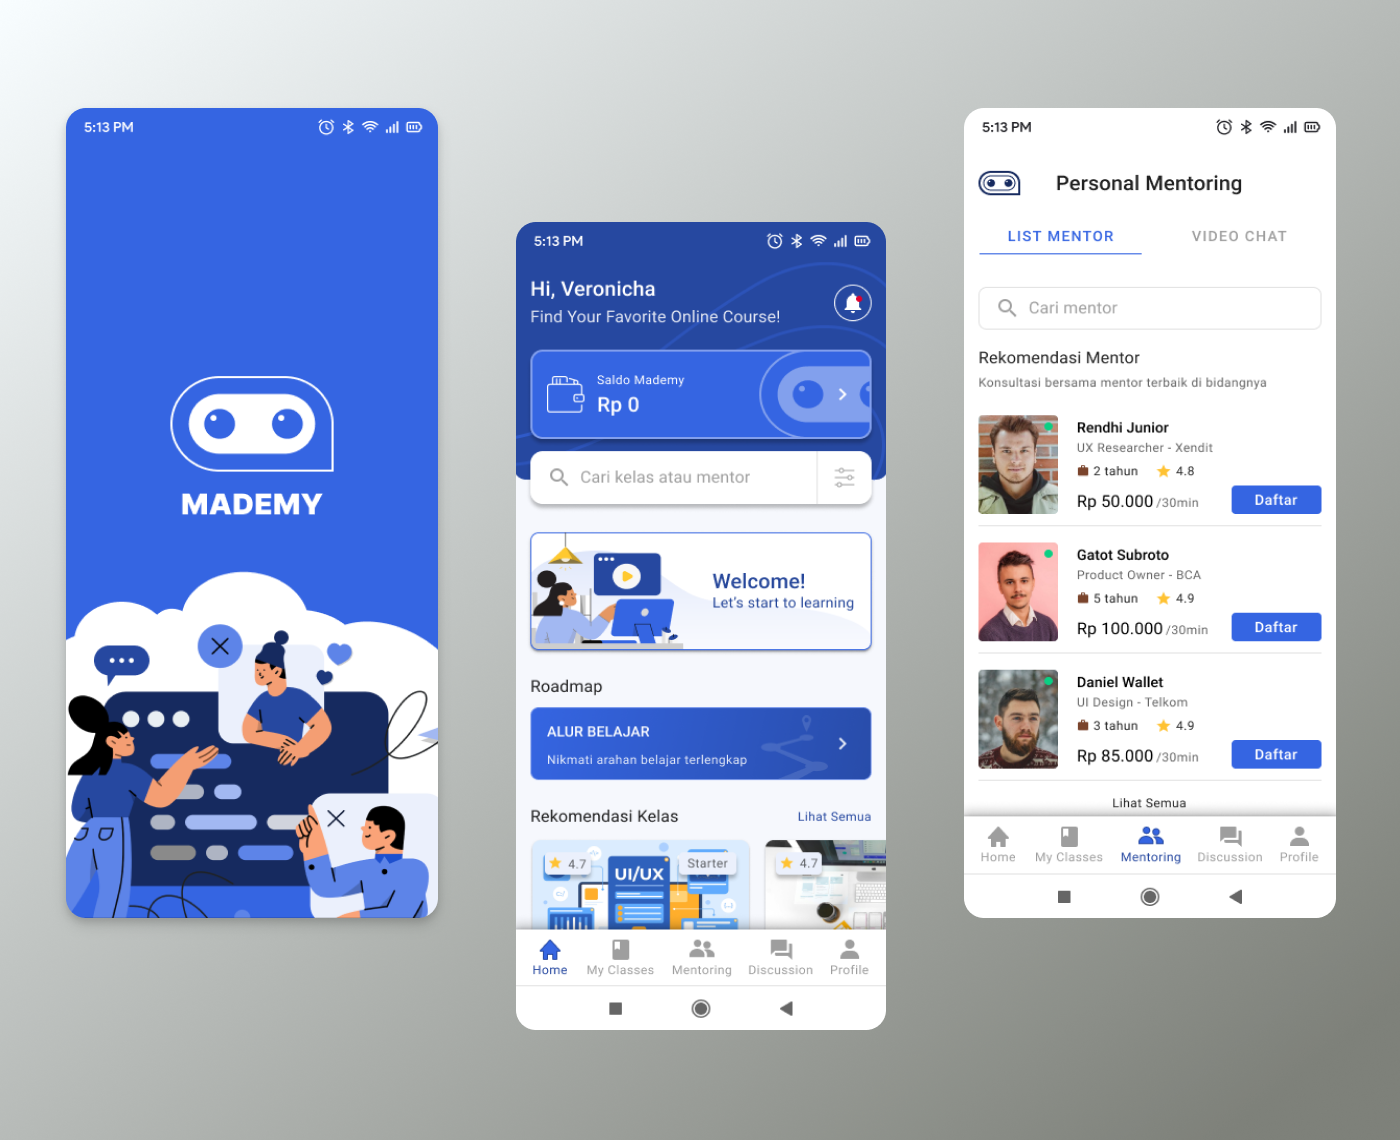 5:13 PM
MADEMY
5:13 PM
Hi, Veronicha
Find Your Favorite Online Course!
Saldo Mademy
Rp 0
Cari kelas atau mentor
Welcome!
Let's start to learning
Roadmap
ALUR BELAJAR
Nikmati arahan belajar terlengkap
Rekomendasi Kelas
Lihat Semua
4.7
Starter
UI/UX
4.7
Home
My Classes
Mentoring
Discussion
Profile
5:13 PM
Personal Mentoring
LIST MENTOR
VIDEO CHAT
Cari mentor
Rekomendasi Mentor
Konsultasi bersama mentor terbaik di bidangnya
Rendhi Junior
UX Researcher - Xendit
2 tahun
4.8
Rp 50.000 /30min
Daftar
Gatot Subroto
Product Owner - BCA
5 tahun
4.9
Rp 100.000 /30min
Daftar
Daniel Wallet
UI Design - Telkom
3 tahun
4.9
Rp 85.000 /30min
Daftar
Lihat Semua
Home
My Classes
Mentoring
Discussion
Profile